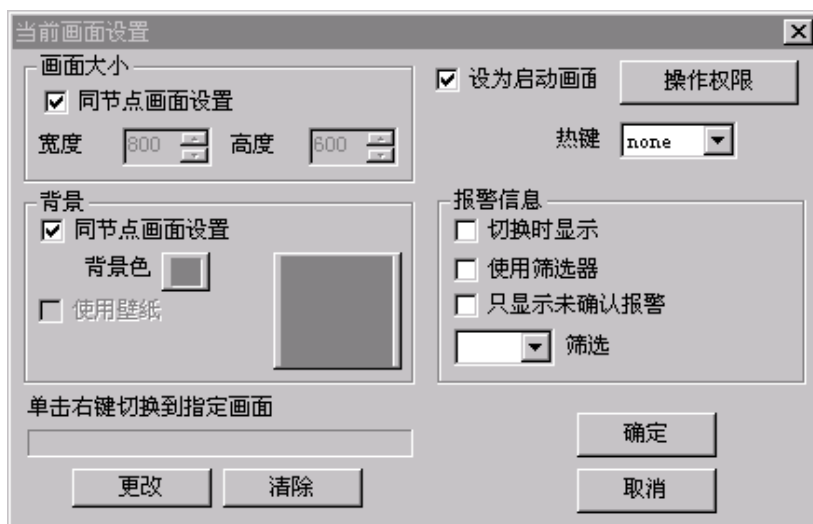 当前画面设置
画面大小
同节点画面设置
宽度 800 高度 600
设为启动画面 操作权限
热键 none
背景
同节点画面设置
背景色
使用壁纸
报警信息
切换时显示
使用筛选器
只显示未确认报警
筛选
单击右键切换到指定画面
更改 清除
确定
取消